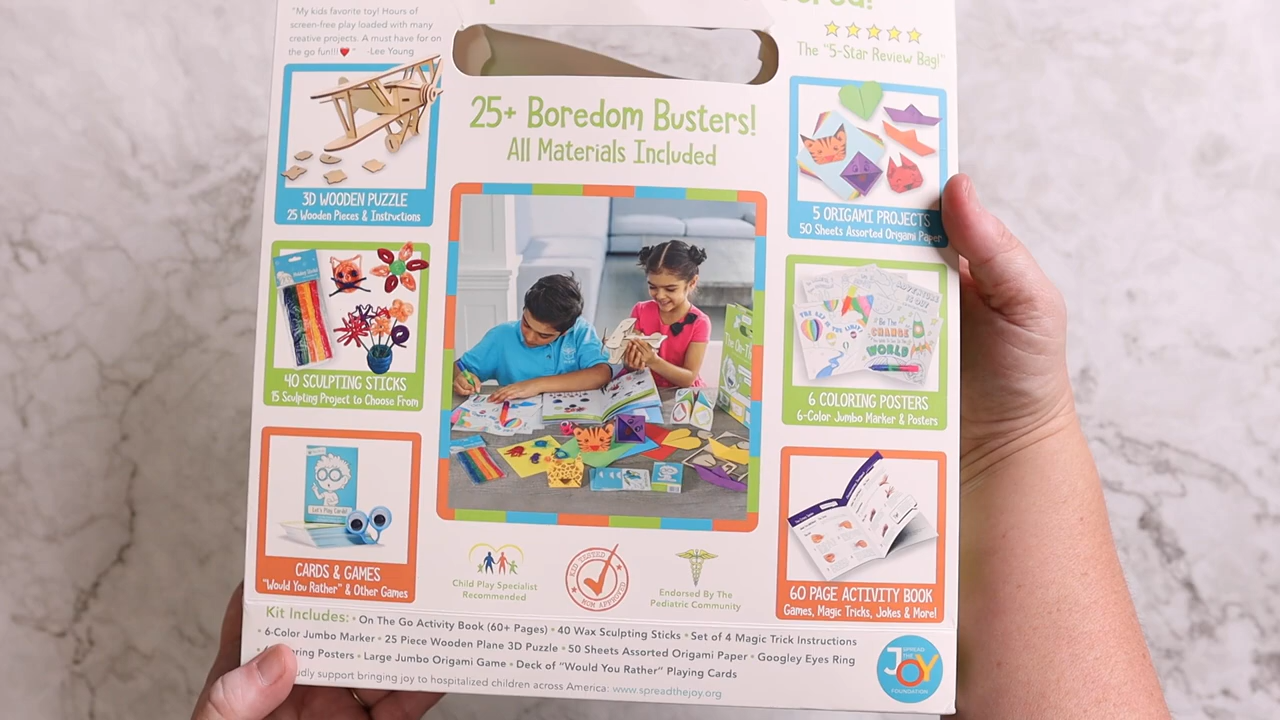 "My kids favorite toy! Hours of
screen-free play loaded with many
creative projects. A must have for on
the go fun!!! -Lee Young
The "5-Star Review Bag!"
25+ Boredom Busters!
All Materials Included
3D WOODEN PUZZLE
25 Wooden Pieces & Instructions
5 ORIGAMI PROJECTS
50 Sheets Assorted Origami Paper
40 SCULPTING STICKS
15 Sculpting Project to Choose From
BE THE
CHANGE
WORLD
6 COLORING POSTERS
6-Color Jumbo Marker & Posters
Let's Play Cards!
CARDS & GAMES
"Would You Rather" & Other Games
60 PAGE ACTIVITY BOOK
Games, Magic Tricks, Jokes & More!
Child Play Specialist
Recommended
KID TESTED
MOM APPROVED
Endorsed By The
Pediatric Community
Kit Includes: • On The Go Activity Book (60+ Pages) • 40 Wax Sculpting Sticks • Set of 4 Magic Trick Instructions
• 6-Color Jumbo Marker • 25 Piece Wooden Plane 3D Puzzle • 50 Sheets Assorted Origami Paper • Googley Eyes Ring
Posters • Large Jumbo Origami Game • Deck of "Would You Rather" Playing Cards
support bringing joy to hospitalized children across America: www.spreadthejoy.org
SPREAD
THE
JOY
FOUNDATION